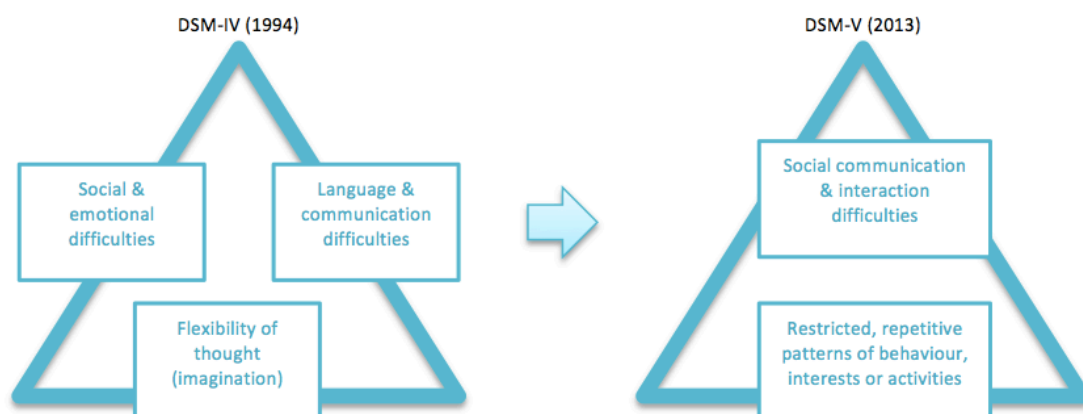 DSM-IV (1994)
Social &
emotional
difficulties
Language &
communication
difficulties
Flexibility of
thought
(imagination)
DSM-V (2013)
Social communication
& interaction
difficulties
Restricted, repetitive
patterns of behaviour,
interests or activities